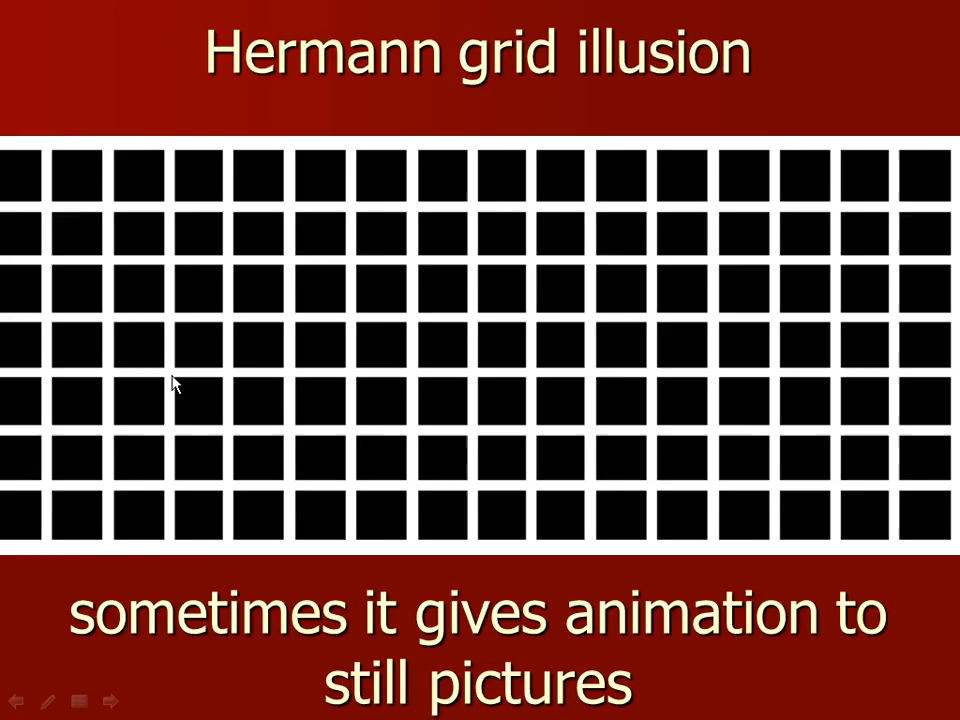 Hermann grid illusion
sometimes it gives animation to
still pictures